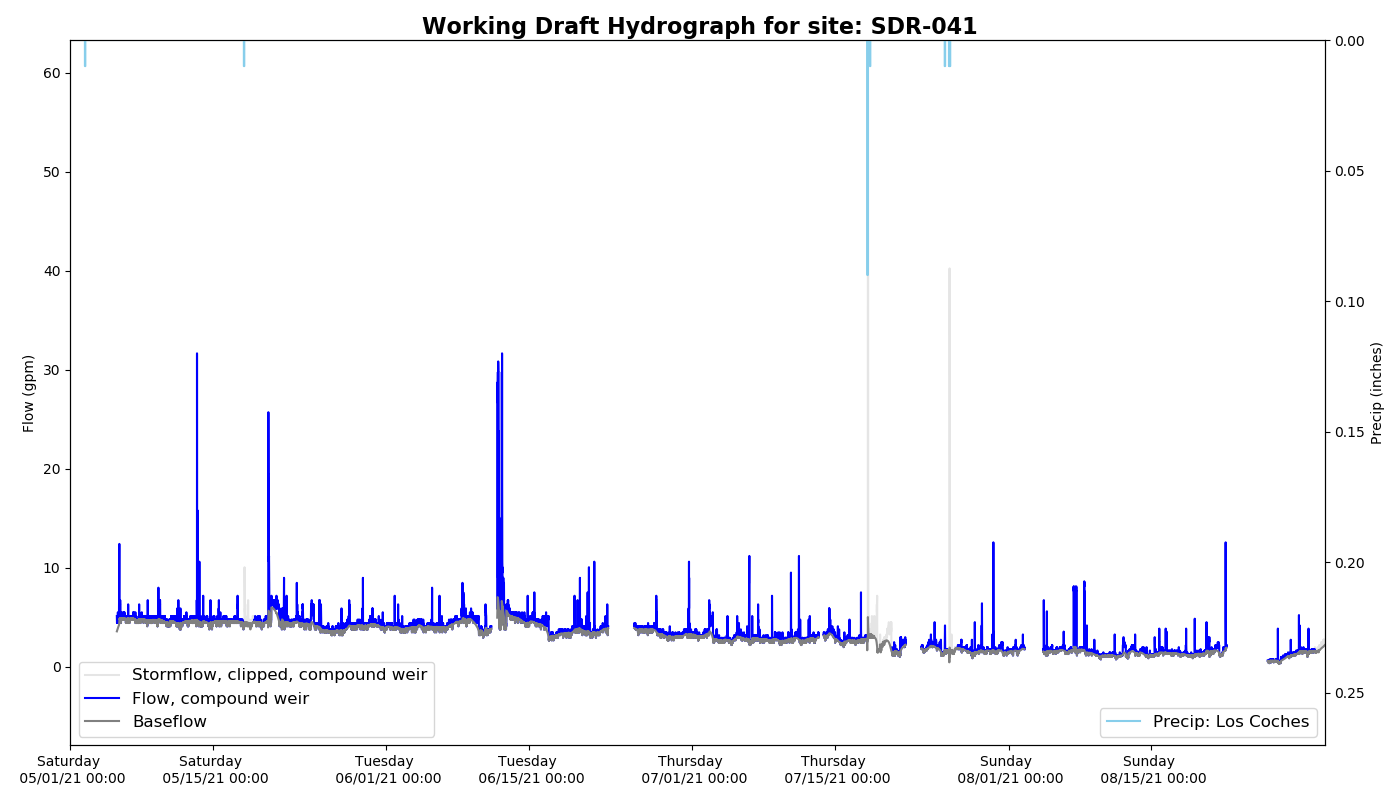 Working Draft Hydrograph for site: SDR-041
60
50
40
30
20
10
0
Flow (gpm)
0.00
0.05
0.10
0.15
0.20
0.25
Precip (inches)
Stormflow, clipped, compound weir
Flow, compound weir
Baseflow
Precip: Los Coches
Saturday
05/01/21 00:00
Saturday
05/15/21 00:00
Tuesday
06/01/21 00:00
Tuesday
06/15/21 00:00
Thursday
07/01/21 00:00
Thursday
07/15/21 00:00
Sunday
08/01/21 00:00
Sunday
08/15/21 00:00